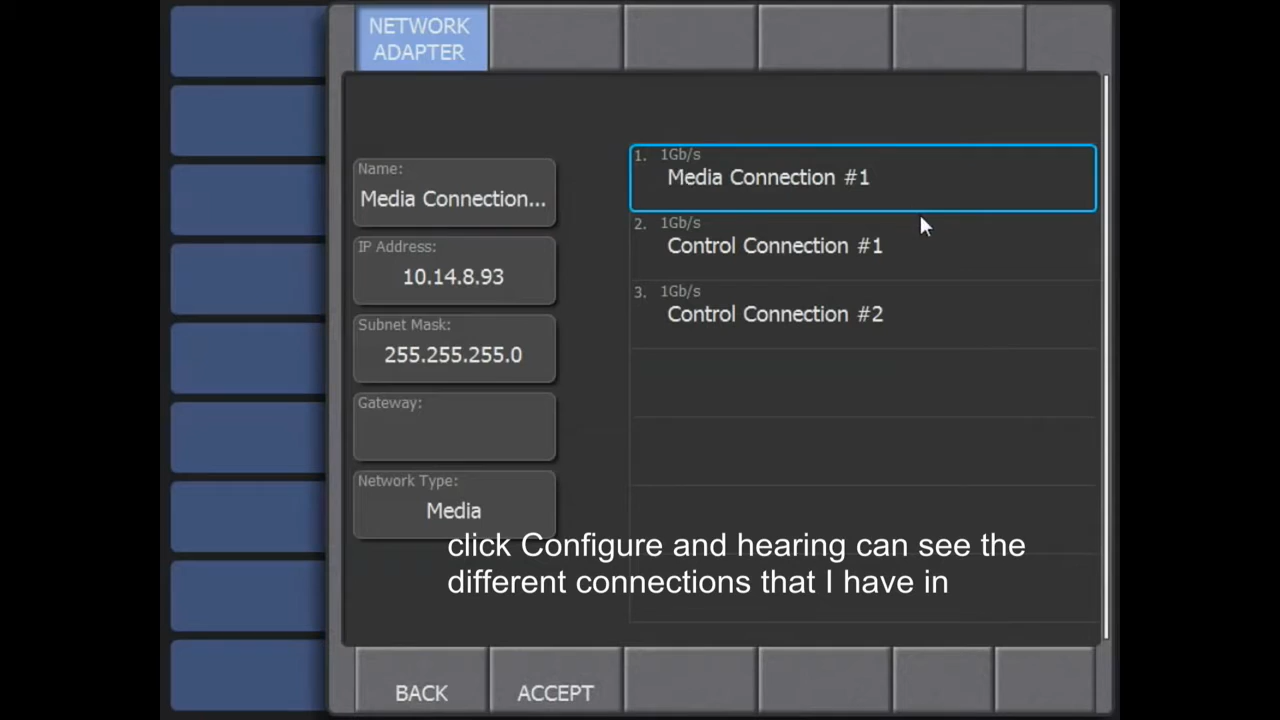 NETWORK
ADAPTER
Name:
Media Connection...
IP Address:
10.14.8.93
Subnet Mask:
255.255.255.0
Gateway:
Network Type:
Media
1. 1Gb/s
Media Connection #1
2. 1Gb/s
Control Connection #1
3. 1Gb/s
Control Connection #2
click Configure and hearing can see the
different connections that I have in
BACK
ACCEPT